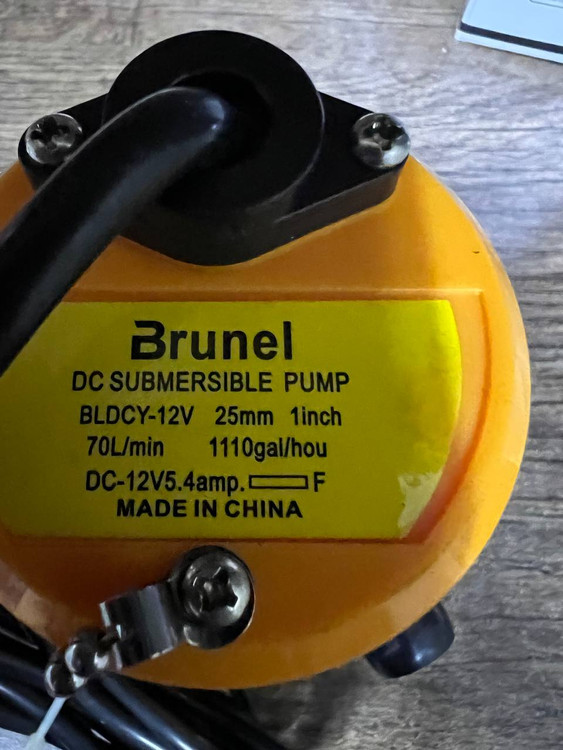 Brunel
DC SUBMERSIBLE PUMP
BLDCY-12V 25mm 1inch
70L/min 1110gal/hou
DC-12V5.4amp. F
MADE IN CHINA